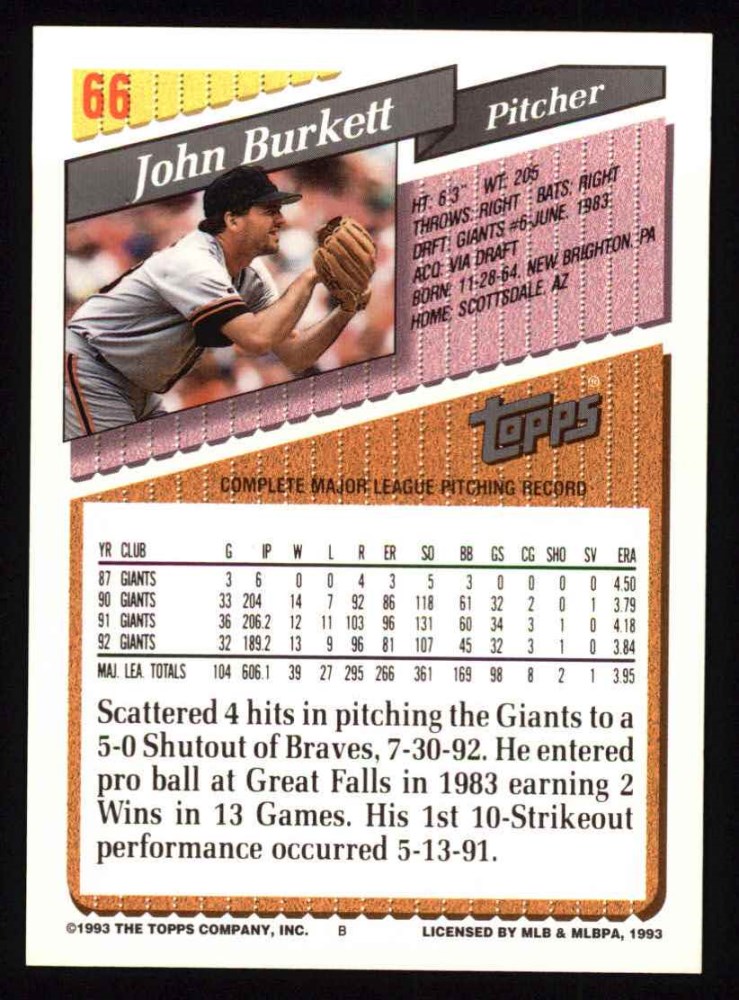 66
John Burkett
Pitcher
HT: 6'3" WT: 205
THROWS: RIGHT BATS: RIGHT
DRFT: GIANTS #6-JUNE, 1983
ACQ: VIA DRAFT
BORN: 11-28-64, NEW BRIGHTON, PA
HOME: SCOTTSDALE, AZ
topps®
COMPLETE MAJOR LEAGUE PITCHING RECORD
YR CLUB G IP W L R ER SO BB GS CG SHO SV ERA
87 GIANTS 3 6 0 0 4 3 5 3 0 0 0 0 4.50
90 GIANTS 33 204 14 7 92 86 118 61 32 2 0 1 3.79
91 GIANTS 36 206.2 12 11 103 96 131 60 34 3 1 0 4.18
92 GIANTS 32 189.2 13 9 96 81 107 45 32 3 1 0 3.84
MAJ. LEA. TOTALS 104 606.1 39 27 295 266 361 169 98 8 2 1 3.95
Scattered 4 hits in pitching the Giants to a
5-0 Shutout of Braves, 7-30-92. He entered
pro ball at Great Falls in 1983 earning 2
Wins in 13 Games. His 1st 10-Strikeout
performance occurred 5-13-91.
©1993 THE TOPPS COMPANY, INC. B LICENSED BY MLB & MLBPA, 1993